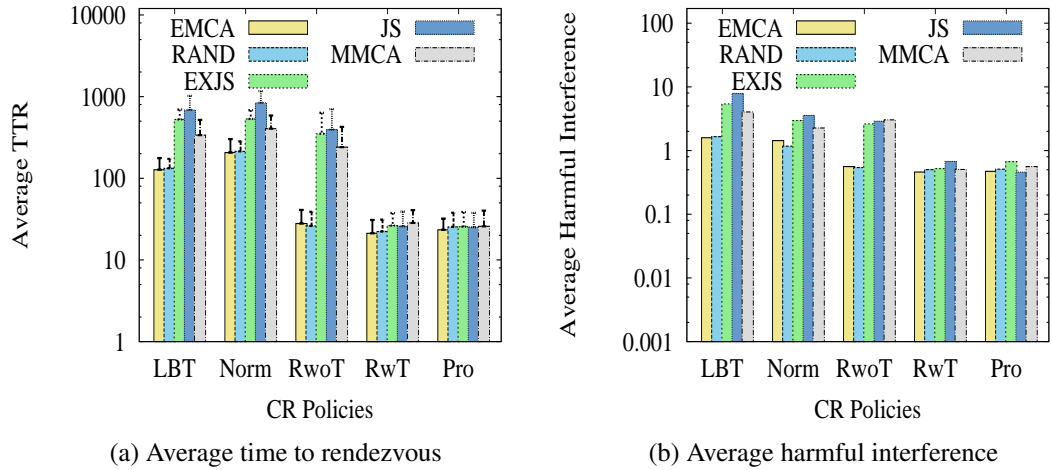 Average TTR
10000
1000
100
10
1
EMCA
RAND
EXJS
JS
MMCA
LBT
Norm
RwoT
RwT
Pro
CR Policies
(a) Average time to rendezvous
Average Harmful Interference
100
10
1
0.1
0.01
0.001
EMCA
RAND
EXJS
JS
MMCA
LBT
Norm
RwoT
RwT
Pro
CR Policies
(b) Average harmful interference